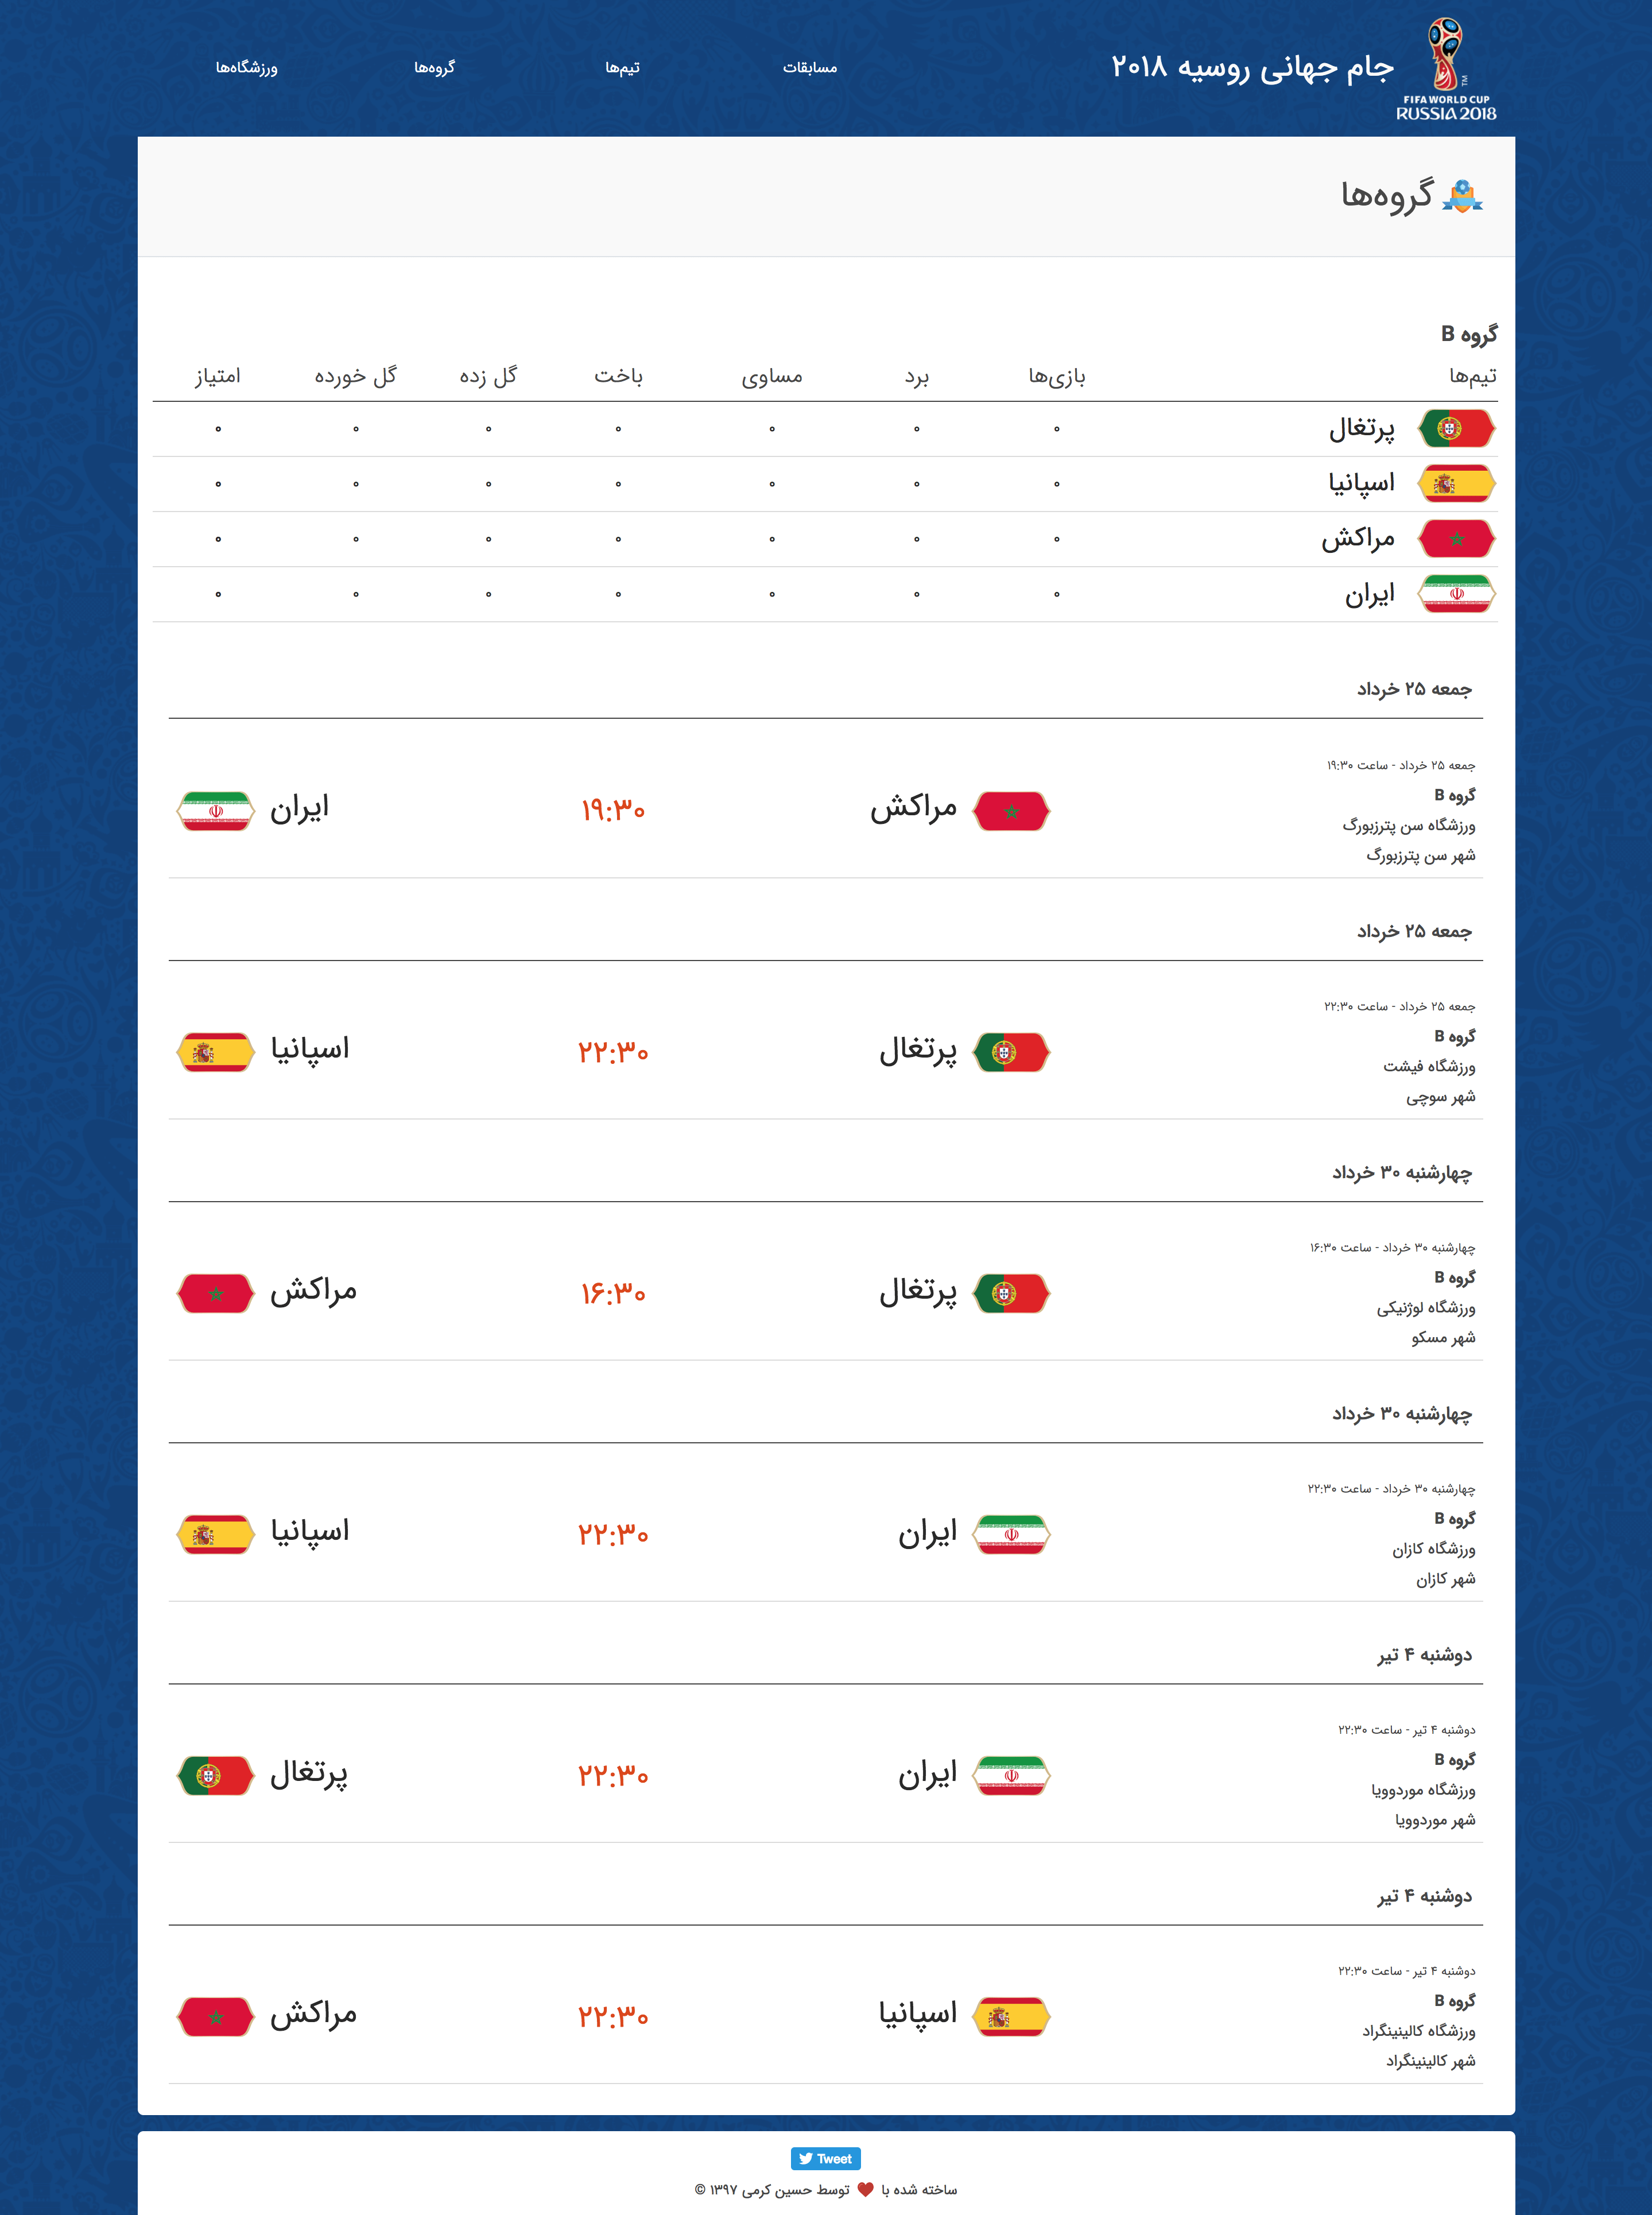 جام جهانی روسیه ۲۰۱۸
FIFA WORLD CUP
RUSSIA 2018
TM
مسابقات
تیم‌ها
گروه‌ها
ورزشگاه‌ها
گروه‌ها
گروه B
تیم‌ها بازی‌ها برد مساوی باخت گل زده گل خورده امتیاز
پرتغال ۰ ۰ ۰ ۰ ۰ ۰ ۰
اسپانیا ۰ ۰ ۰ ۰ ۰ ۰ ۰
مراکش ۰ ۰ ۰ ۰ ۰ ۰ ۰
ایران ۰ ۰ ۰ ۰ ۰ ۰ ۰
جمعه ۲۵ خرداد
جمعه ۲۵ خرداد - ساعت ۱۹:۳۰
گروه B
ورزشگاه سن پترزبورگ
شهر سن پترزبورگ
مراکش ۱۹:۳۰ ایران
جمعه ۲۵ خرداد
جمعه ۲۵ خرداد - ساعت ۲۲:۳۰
گروه B
ورزشگاه فیشت
شهر سوچی
پرتغال ۲۲:۳۰ اسپانیا
چهارشنبه ۳۰ خرداد
چهارشنبه ۳۰ خرداد - ساعت ۱۶:۳۰
گروه B
ورزشگاه لوژنیکی
شهر مسکو
پرتغال ۱۶:۳۰ مراکش
چهارشنبه ۳۰ خرداد
چهارشنبه ۳۰ خرداد - ساعت ۲۲:۳۰
گروه B
ورزشگاه کازان
شهر کازان
ایران ۲۲:۳۰ اسپانیا
دوشنبه ۴ تیر
دوشنبه ۴ تیر - ساعت ۲۲:۳۰
گروه B
ورزشگاه موردوویا
شهر موردوویا
ایران ۲۲:۳۰ پرتغال
دوشنبه ۴ تیر
دوشنبه ۴ تیر - ساعت ۲۲:۳۰
گروه B
ورزشگاه کالینینگراد
شهر کالینینگراد
اسپانیا ۲۲:۳۰ مراکش
Tweet
ساخته شده با ❤ توسط حسین کرمی ۱۳۹۷ ©